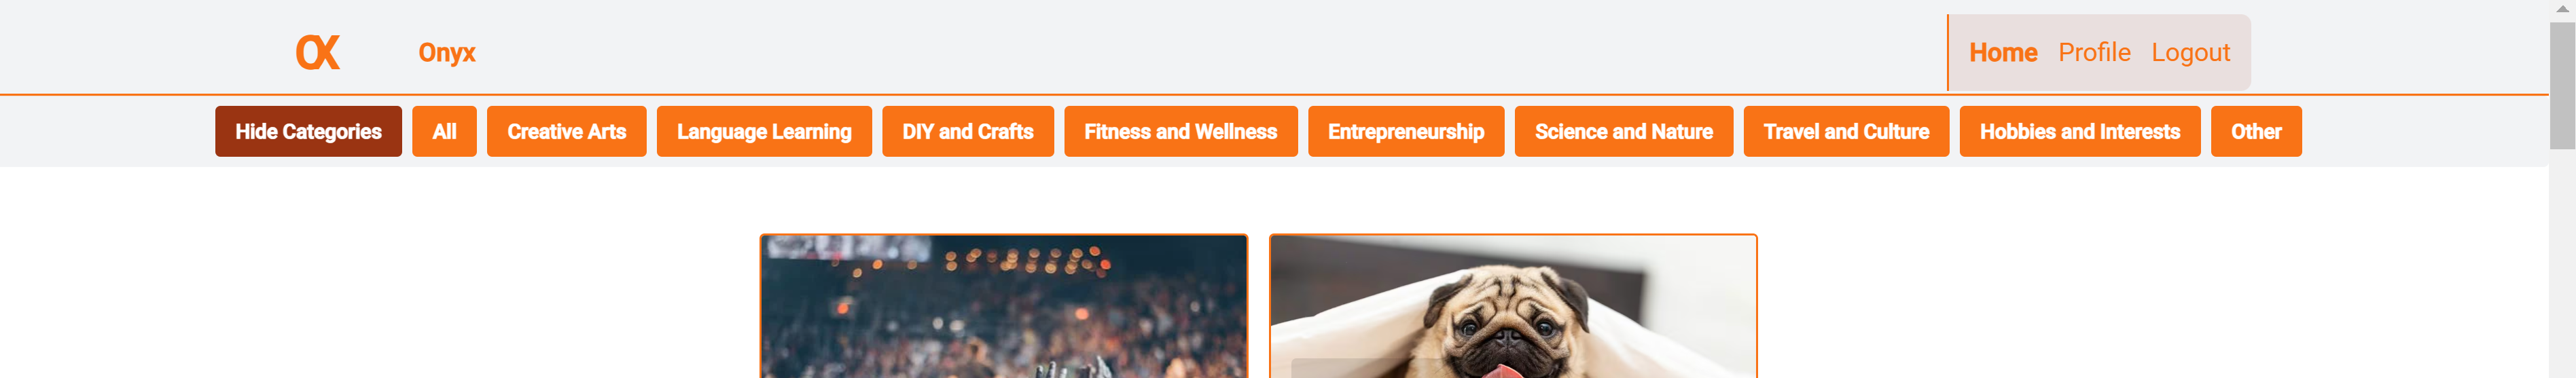 OX Onyx Home Profile Logout
Hide Categories All Creative Arts Language Learning DIY and Crafts Fitness and Wellness Entrepreneurship Science and Nature Travel and Culture Hobbies and Interests Other